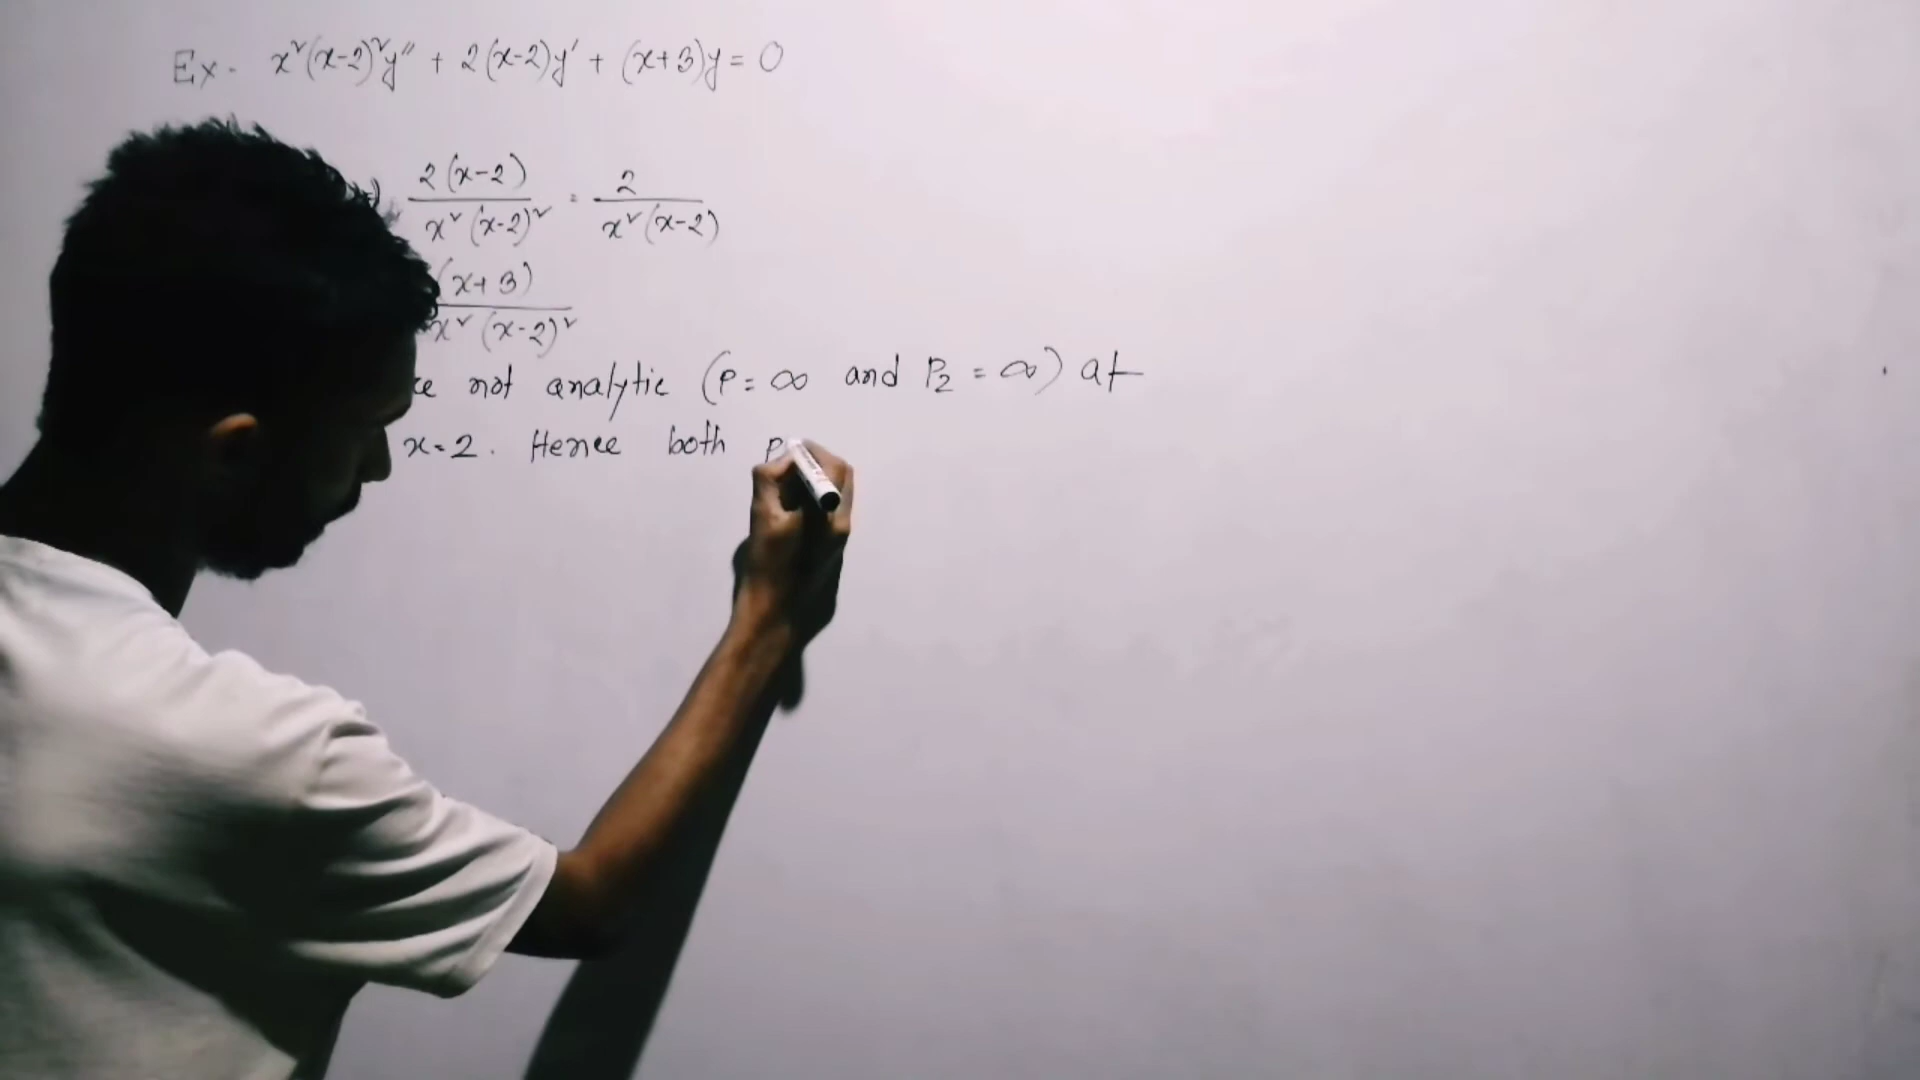 Ex. x²(x-2)²y'' + 2(x-2)y' + (x+3)y = 0
2(x-2) / x²(x-2)² = 2 / x²(x-2)
(x+3) / x²(x-2)²
not analytic (P = ∞ and P₂ = ∞) at
x=2. Hence both P